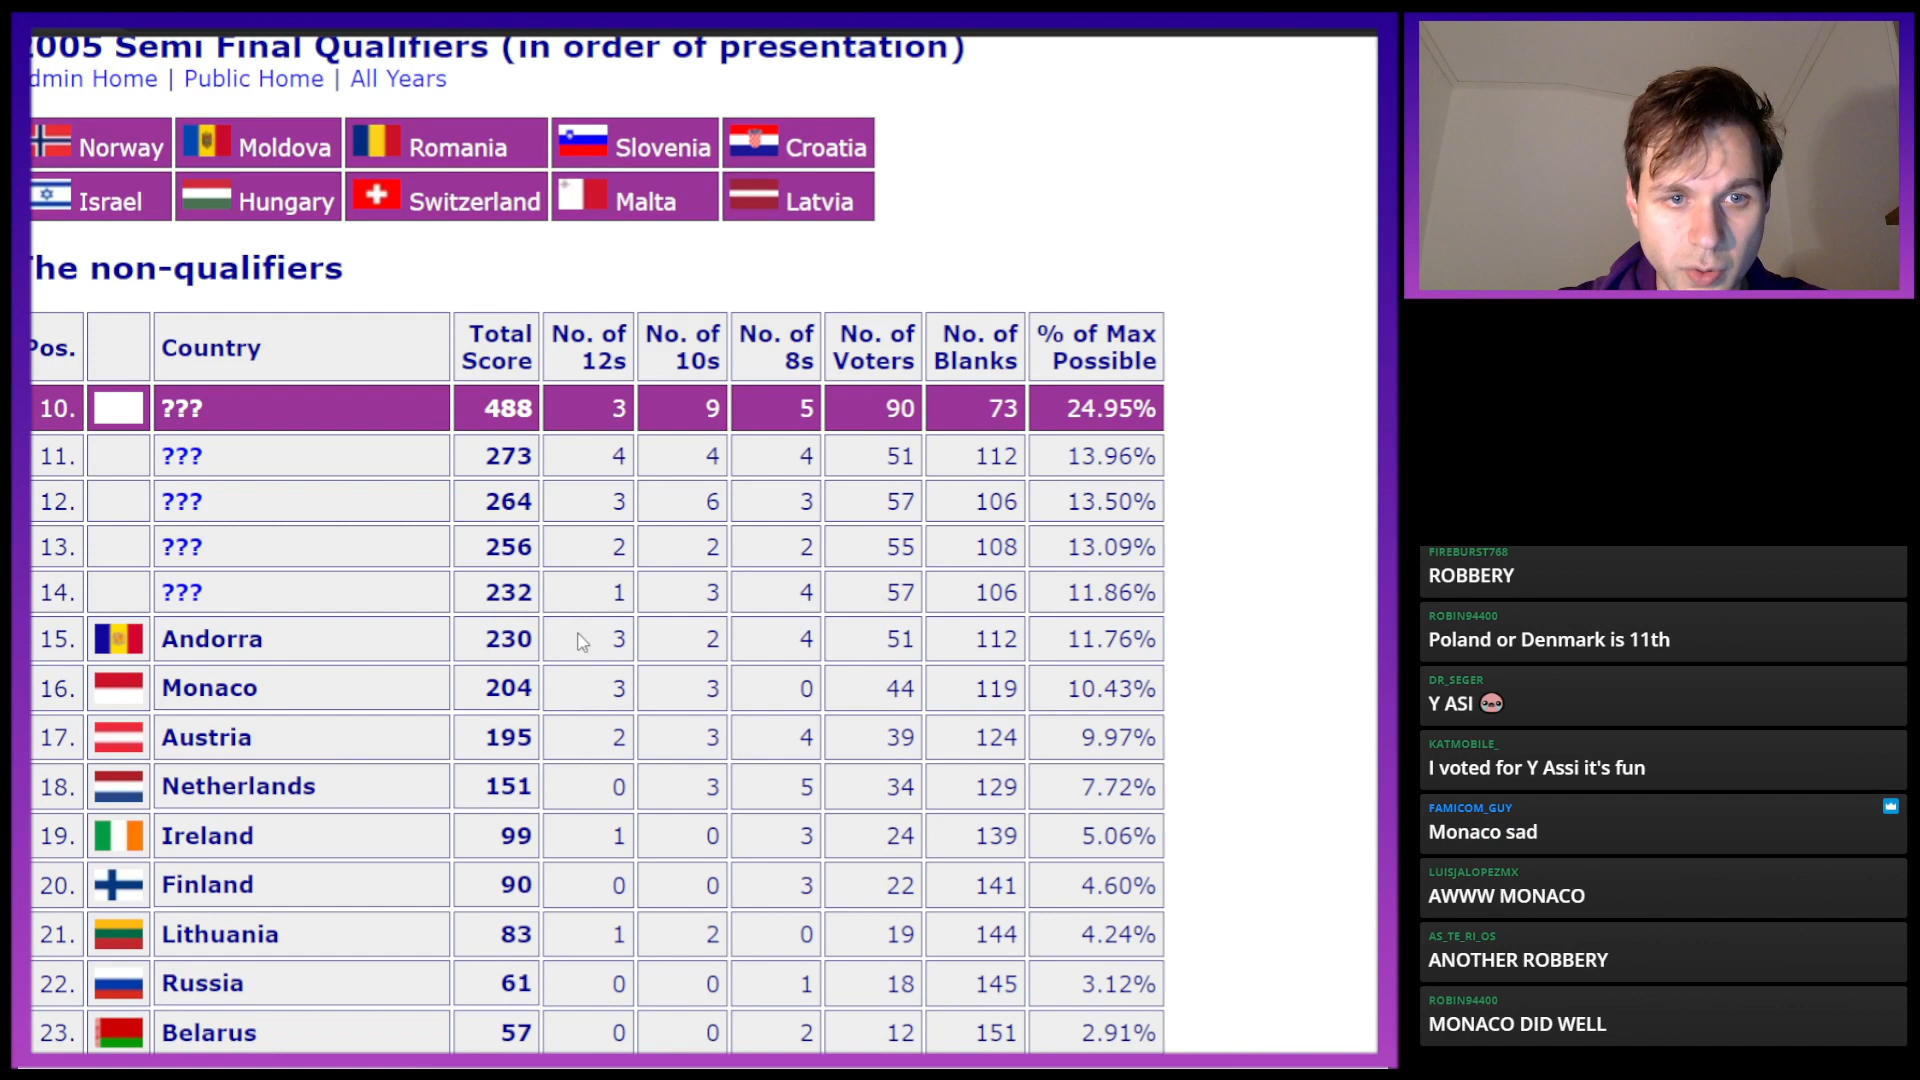 2005 Semi Final Qualifiers (in order of presentation)
dmin Home | Public Home | All Years
Norway Moldova Romania Slovenia Croatia
Israel Hungary Switzerland Malta Latvia
The non-qualifiers
Pos. Country Total Score No. of 12s No. of 10s No. of 8s No. of Voters No. of Blanks % of Max Possible
10. ??? 488 3 9 5 90 73 24.95%
11. ??? 273 4 4 4 51 112 13.96%
12. ??? 264 3 6 3 57 106 13.50%
13. ??? 256 2 2 2 55 108 13.09%
14. ??? 232 1 3 4 57 106 11.86%
15. Andorra 230 3 2 4 51 112 11.76%
16. Monaco 204 3 3 0 44 119 10.43%
17. Austria 195 2 3 4 39 124 9.97%
18. Netherlands 151 0 3 5 34 129 7.72%
19. Ireland 99 1 0 3 24 139 5.06%
20. Finland 90 0 0 3 22 141 4.60%
21. Lithuania 83 1 2 0 19 144 4.24%
22. Russia 61 0 0 1 18 145 3.12%
23. Belarus 57 0 0 2 12 151 2.91%
FIREBURST768
ROBBERY
ROBIN94400
Poland or Denmark is 11th
DR_SEGER
Y ASI
KATMOBILE_
I voted for Y Assi it's fun
FAMICOM_GUY
Monaco sad
LUISJALOPEZMX
AWWW MONACO
AS_TE_RI_OS
ANOTHER ROBBERY
ROBIN94400
MONACO DID WELL